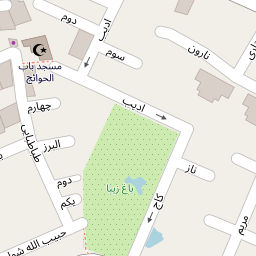 دوم
ادیب
سوم
نارون
مسجد باب
الحوائج
ادیب
چهارم
طباطبایی
البرز
ناز
دوم
یکم
باغ زیبا
کاج
مریم
حبیب الله